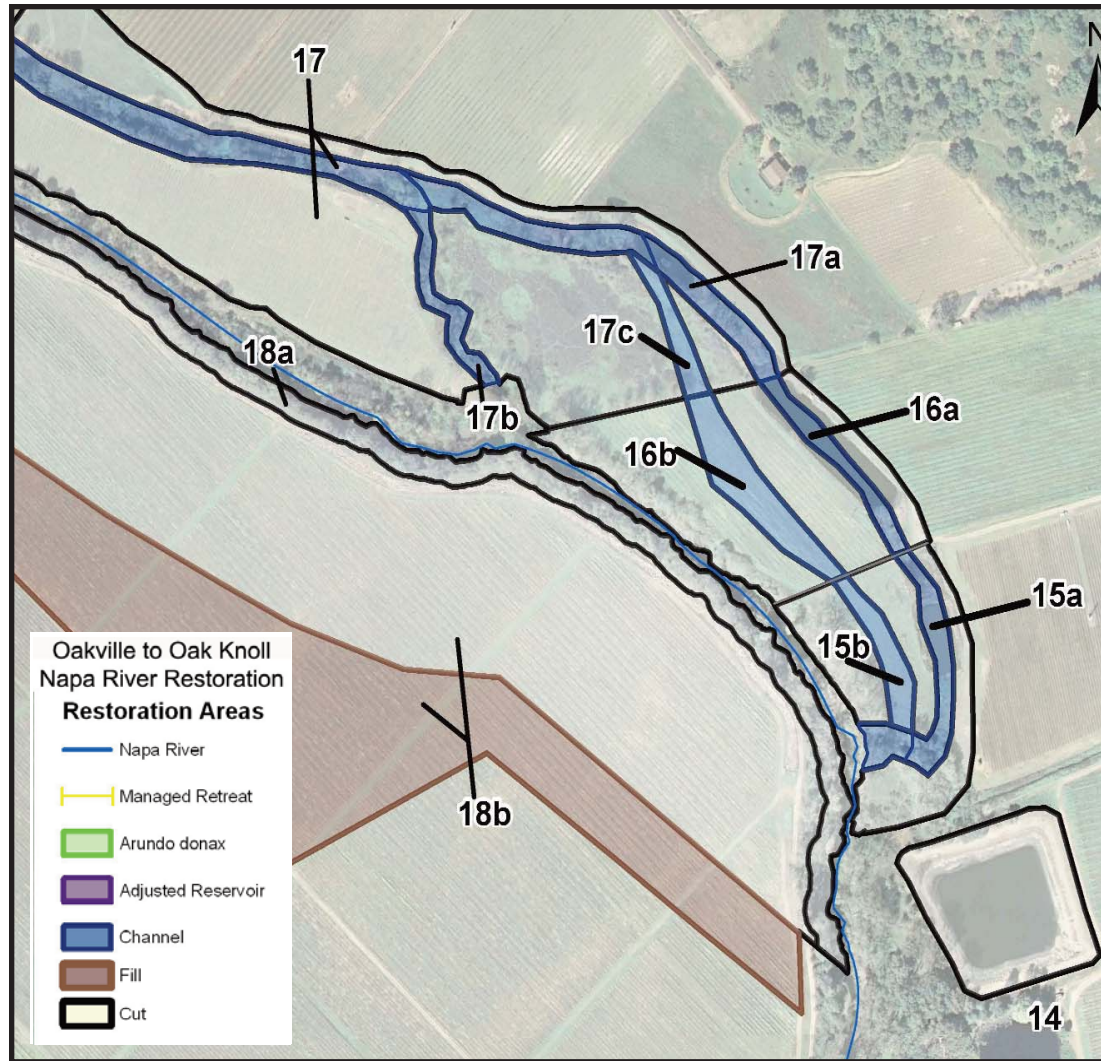 N
17
17a
17c
18a
17b
16a
16b
15a
15b
18b
14
Oakville to Oak Knoll
Napa River Restoration
Restoration Areas
Napa River
Managed Retreat
Arundo donax
Adjusted Reservoir
Channel
Fill
Cut